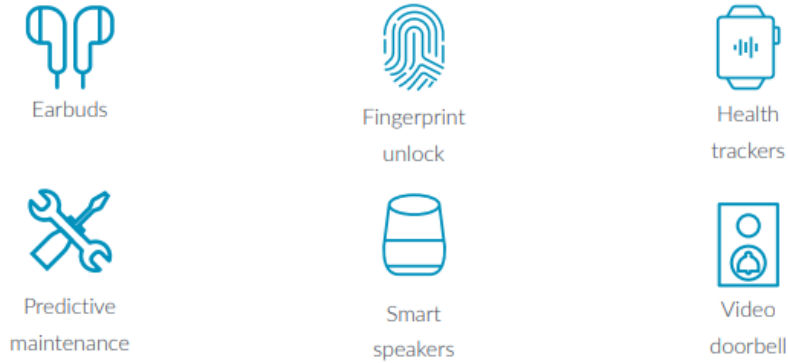 Earbuds
Fingerprint
unlock
Health
trackers
Predictive
maintenance
Smart
speakers
Video
doorbell